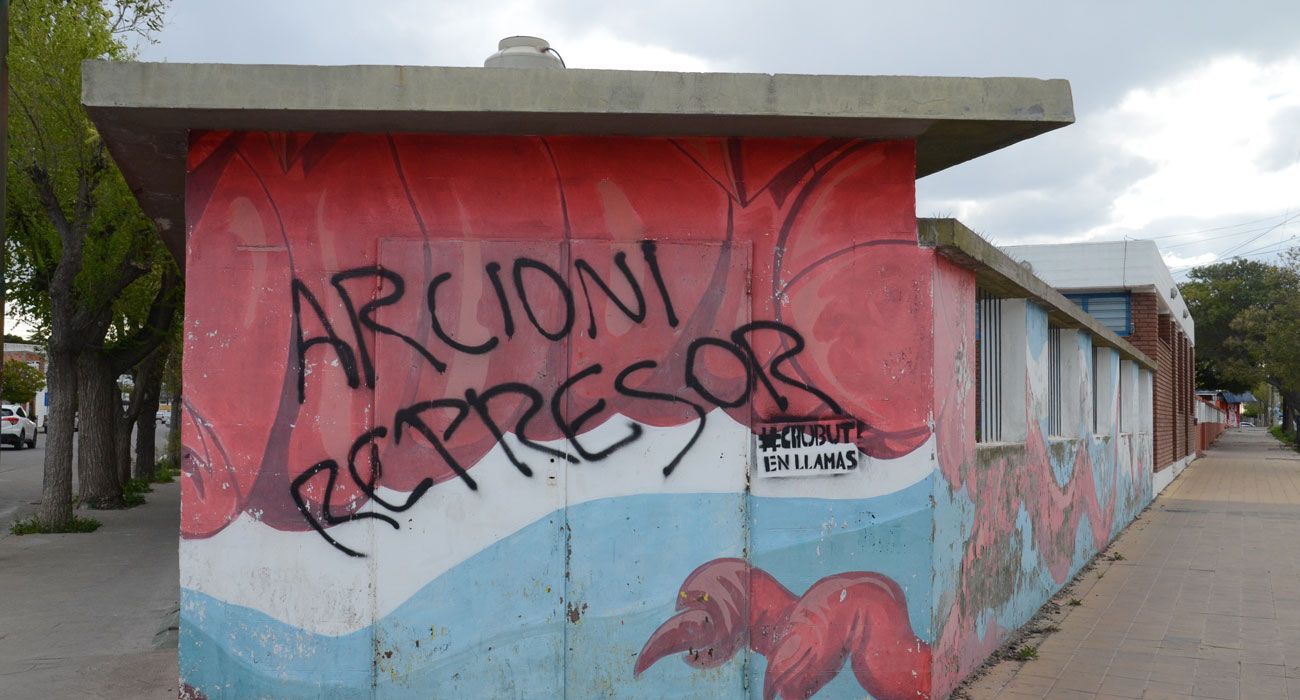 ARCIONI
REPRESOR
#CHUBUT!
EN LLAMAS